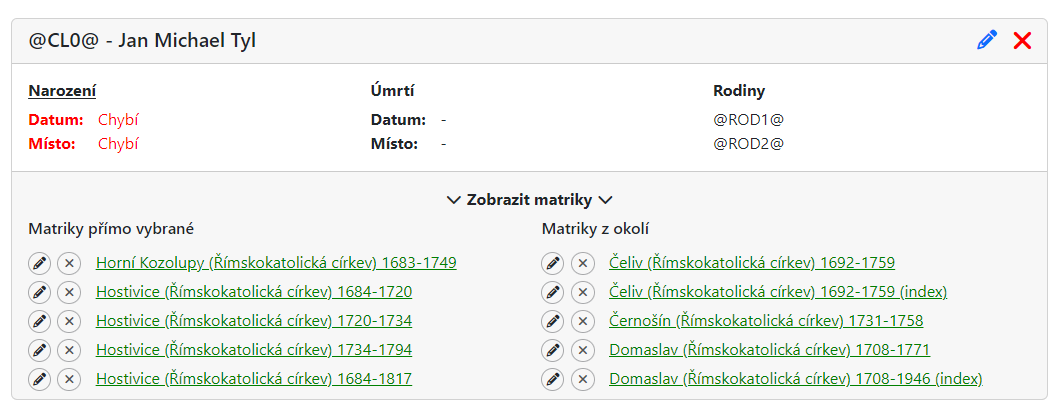 @CL0@ - Jan Michael Tyl
Narození
Datum: Chybí
Místo: Chybí
Úmrtí
Datum: -
Místo: -
Rodiny
@ROD1@
@ROD2@
Zobrazit matriky
Matriky přímo vybrané
Horní Kozolupy (Římskokatolická církev) 1683-1749
Hostivice (Římskokatolická církev) 1684-1720
Hostivice (Římskokatolická církev) 1720-1734
Hostivice (Římskokatolická církev) 1734-1794
Hostivice (Římskokatolická církev) 1684-1817
Matriky z okolí
Čeliv (Římskokatolická církev) 1692-1759
Čeliv (Římskokatolická církev) 1692-1759 (index)
Černošín (Římskokatolická církev) 1731-1758
Domaslav (Římskokatolická církev) 1708-1771
Domaslav (Římskokatolická církev) 1708-1946 (index)